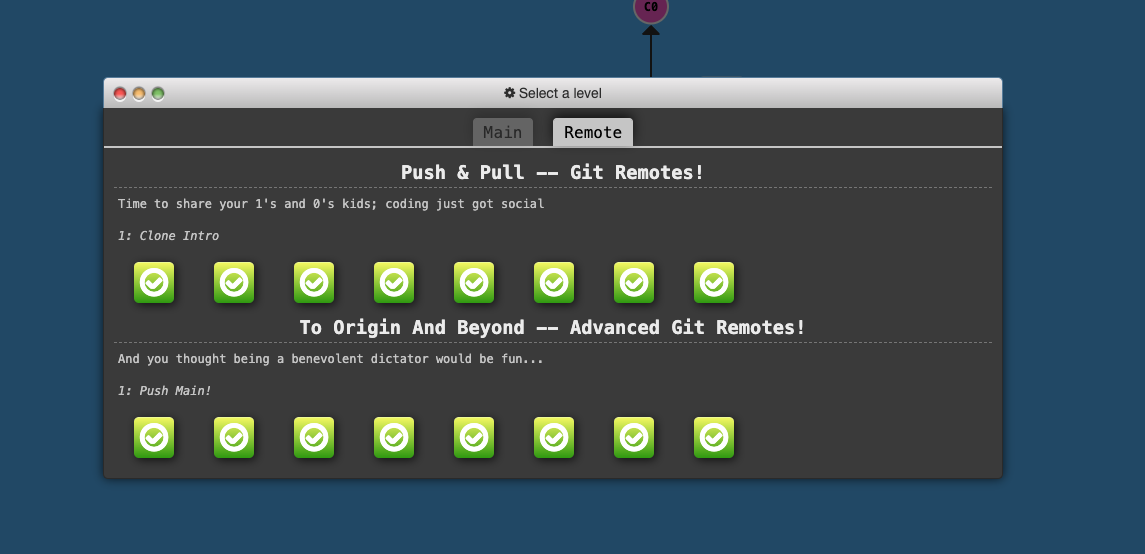 C0
Select a level
Main
Remote
Push & Pull -- Git Remotes!
Time to share your 1's and 0's kids; coding just got social
1: Clone Intro
To Origin And Beyond -- Advanced Git Remotes!
And you thought being a benevolent dictator would be fun...
1: Push Main!